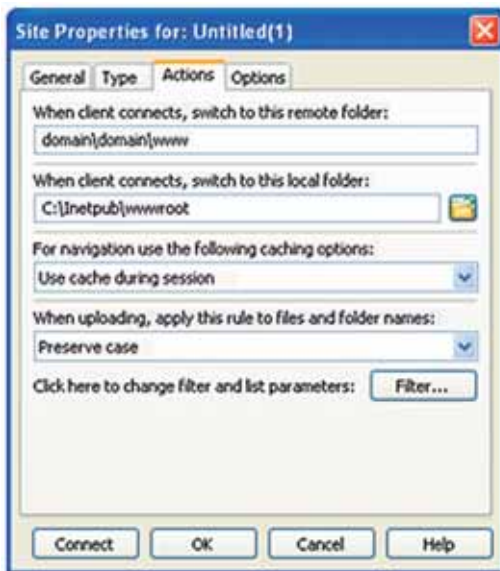 Site Properties for: Untitled(1)
General Type Actions Options
When client connects, switch to this remote folder:
domain\domain\www
When client connects, switch to this local folder:
C:\Inetpub\wwwroot
For navigation use the following caching options:
Use cache during session
When uploading, apply this rule to files and folder names:
Preserve case
Click here to change filter and list parameters: Filter...
Connect OK Cancel Help